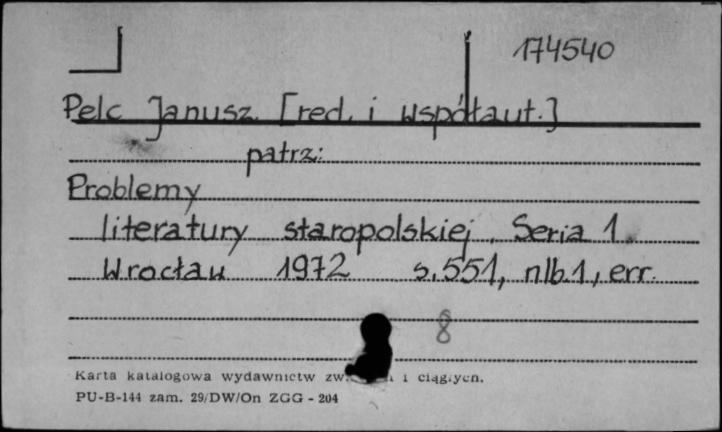 174540
Pelc Janusz. [red. i współaut.]
patrz:
Problemy
literatury staropolskiej. Seria 1.
Wrocław 1972 s. 551, nlb. 1, err.
8
Karta katalogowa wydawnictw i ciągłych.
PU-B-144 zam. 29/DW/On ZGG - 204